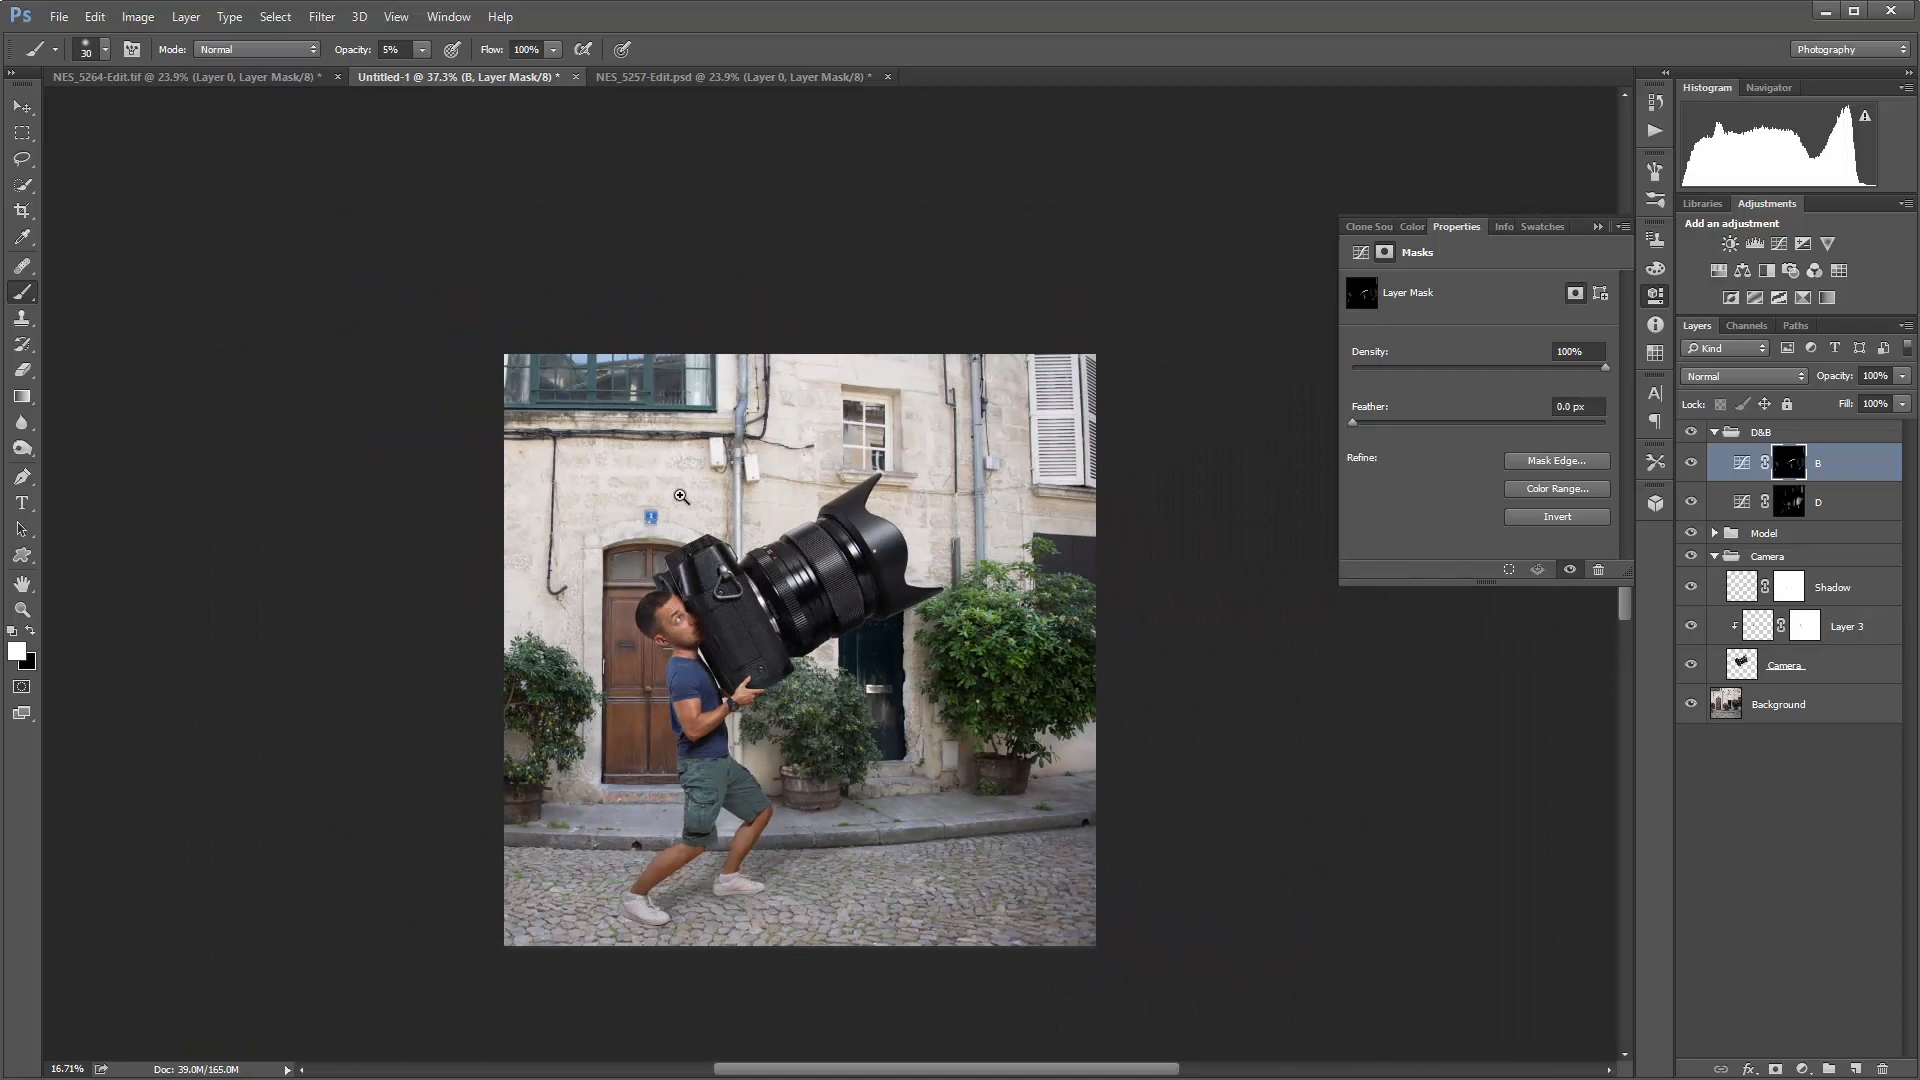 Ps File Edit Image Layer Type Select Filter 3D View Window Help
30 Mode: Normal Opacity: 5% Flow: 100% Photography
NES_5264-Edit.tif @ 23.9% (Layer 0, Layer Mask/8) * × Untitled-1 @ 37.3% (B, Layer Mask/8) * × NES_5257-Edit.psd @ 23.9% (Layer 0, Layer Mask/8) * ×
Histogram Navigator
Libraries Adjustments
Add an adjustment
Clone Sou Color Properties Info Swatches
Masks
Layer Mask
Density: 100%
Feather: 0.0 px
Refine: Mask Edge...
Color Range...
Invert
Layers Channels Paths
Kind
Normal Opacity: 100%
Lock: Fill: 100%
D&B
B
D
Model
Camera
Shadow
Layer 3
Camera
Background
16.71% Doc: 39.0M/165.0M